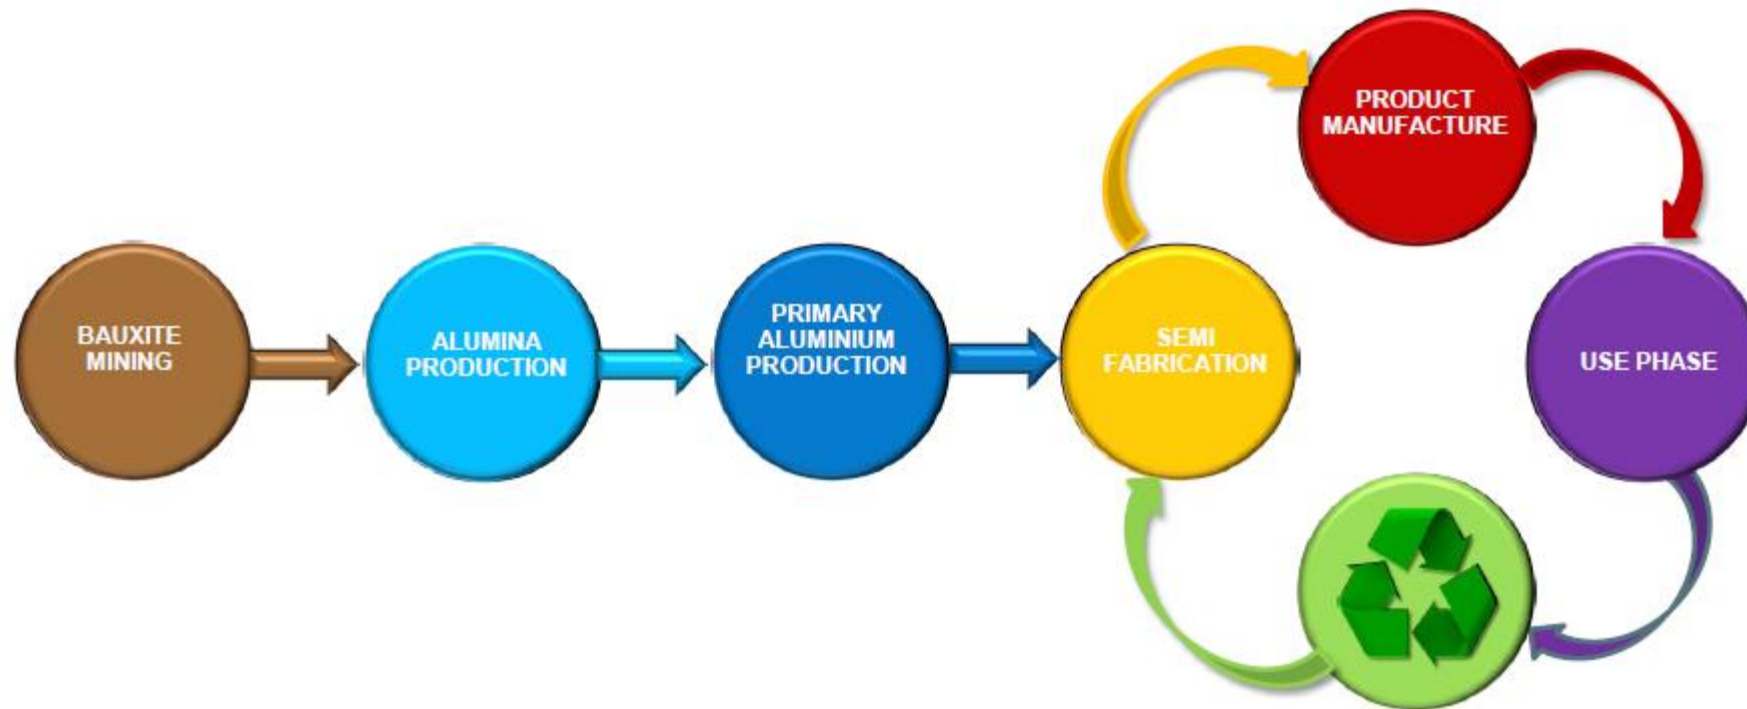 BAUXITE
MINING
ALUMINA
PRODUCTION
PRIMARY
ALUMINIUM
PRODUCTION
SEMI
FABRICATION
PRODUCT
MANUFACTURE
USE PHASE